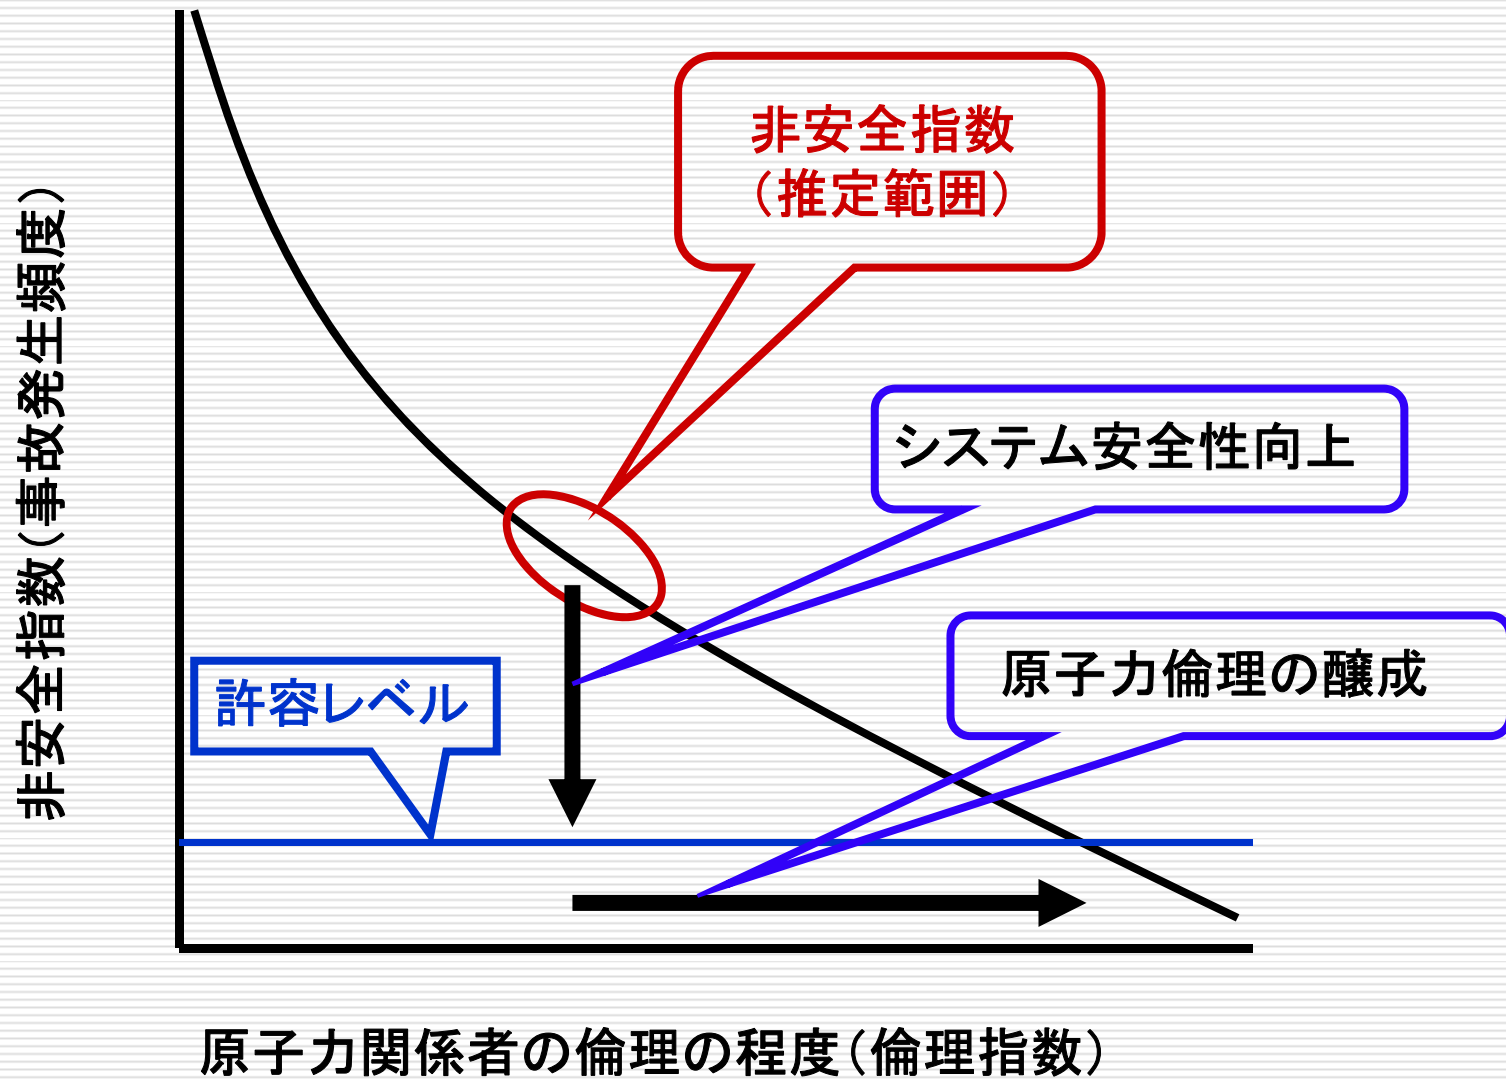 非安全指数
（推定範囲）
システム安全性向上
原子力倫理の醸成
許容レベル
非安全指数（事故発生頻度）
原子力関係者の倫理の程度（倫理指数）